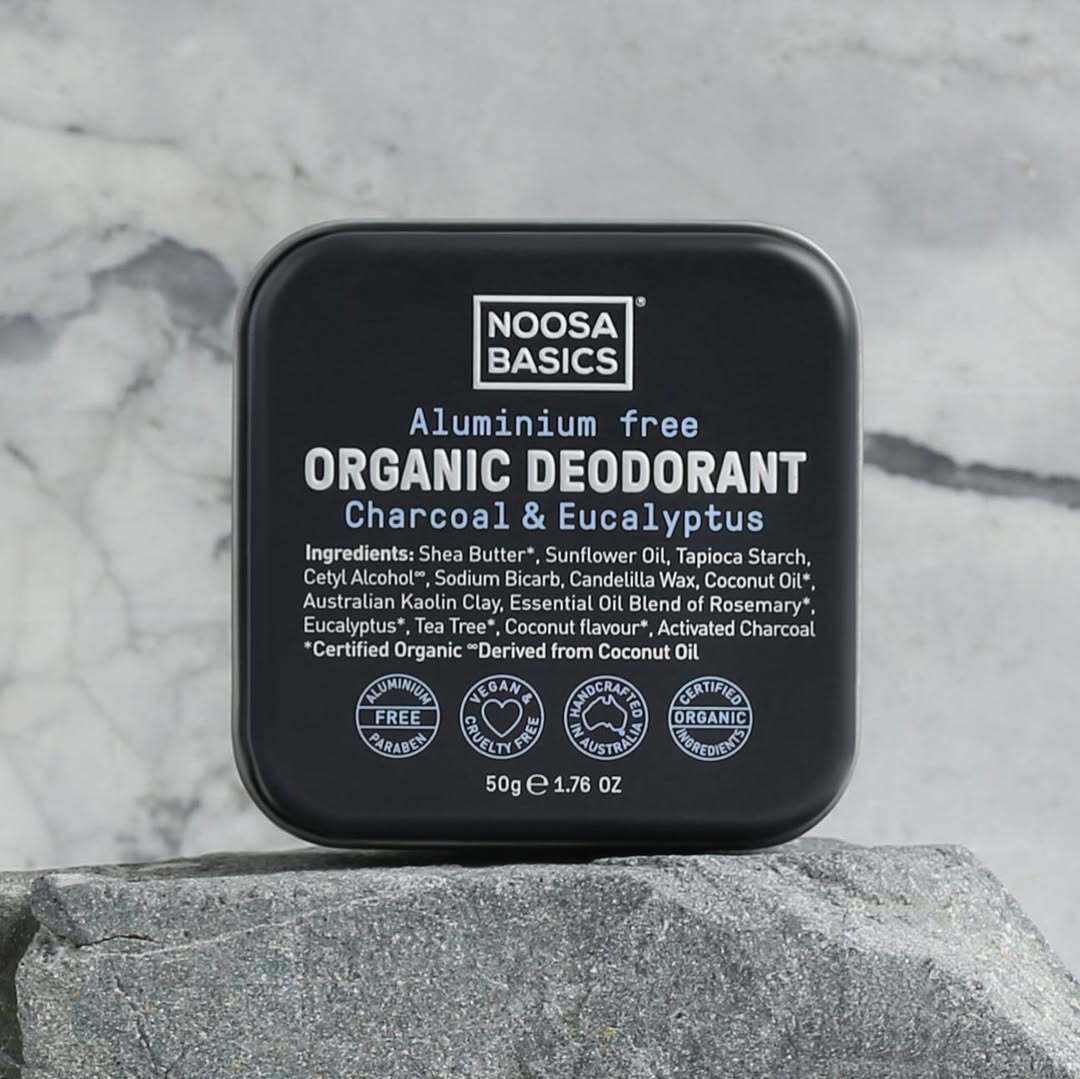 NOOSA®
BASICS
Aluminium free
ORGANIC DEODORANT
Charcoal & Eucalyptus
Ingredients: Shea Butter*, Sunflower Oil, Tapioca Starch,
Cetyl Alcohol∞, Sodium Bicarb, Candelilla Wax, Coconut Oil*,
Australian Kaolin Clay, Essential Oil Blend of Rosemary*,
Eucalyptus*, Tea Tree*, Coconut flavour*, Activated Charcoal
*Certified Organic ∞Derived from Coconut Oil
ALUMINIUM
FREE
PARABEN
VEGAN &
CRUELTY FREE
HANDCRAFTED
IN AUSTRALIA
CERTIFIED
ORGANIC
INGREDIENTS
50g ℮ 1.76 OZ